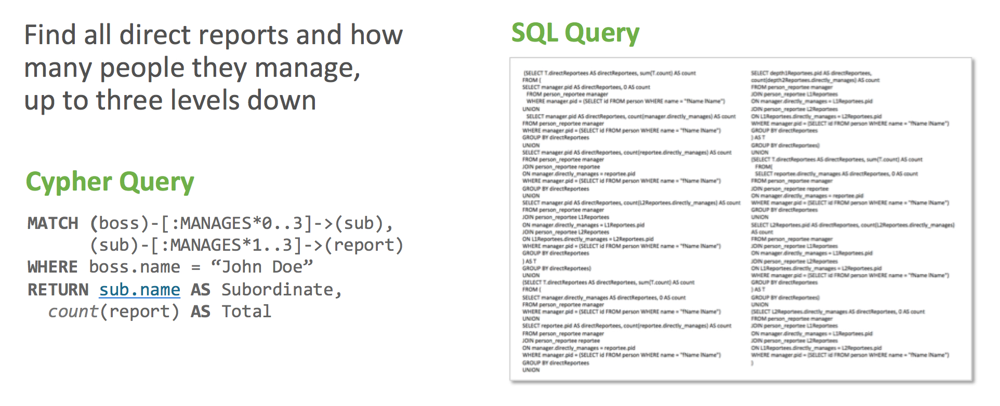 Find all direct reports and how
many people they manage,
up to three levels down
Cypher Query
MATCH (boss)-[:MANAGES*0..3]->(sub),
(sub)-[:MANAGES*1..3]->(report)
WHERE boss.name = “John Doe”
RETURN sub.name AS Subordinate,
count(report) AS Total
SQL Query
(SELECT T.directReportees AS directReportees, sum(T.count) AS count
FROM (
SELECT manager.pid AS directReportees, 0 AS count
FROM person_reportee manager
WHERE manager.pid = (SELECT id FROM person WHERE name = "fName lName")
UNION
SELECT manager.pid AS directReportees, count(manager.directly_manages) AS count
FROM person_reportee manager
WHERE manager.pid = (SELECT id FROM person WHERE name = "fName lName")
GROUP BY directReportees
UNION
SELECT manager.pid AS directReportees, count(reportee.directly_manages) AS count
FROM person_reportee manager
JOIN person_reportee reportee
ON manager.directly_manages = reportee.pid
WHERE manager.pid = (SELECT id FROM person WHERE name = "fName lName")
GROUP BY directReportees
UNION
SELECT manager.pid AS directReportees, count(L2Reportees.directly_manages) AS count
FROM person_reportee manager
JOIN person_reportee L1Reportees
ON manager.directly_manages = L1Reportees.pid
JOIN person_reportee L2Reportees
ON L1Reportees.directly_manages = L2Reportees.pid
WHERE manager.pid = (SELECT id FROM person WHERE name = "fName lName")
GROUP BY directReportees
) AS T
GROUP BY directReportees)
UNION
(SELECT T.directReportees AS directReportees, sum(T.count) AS count
FROM (
SELECT manager.directly_manages AS directReportees, 0 AS count
FROM person_reportee manager
WHERE manager.pid = (SELECT id FROM person WHERE name = "fName lName")
UNION
SELECT reportee.pid AS directReportees, count(reportee.directly_manages) AS count
FROM person_reportee manager
JOIN person_reportee reportee
ON manager.directly_manages = reportee.pid
WHERE manager.pid = (SELECT id FROM person WHERE name = "fName lName")
GROUP BY directReportees
UNION
SELECT depth1Reportees.pid AS directReportees,
count(depth2Reportees.directly_manages) AS count
FROM person_reportee manager
JOIN person_reportee L1Reportees
ON manager.directly_manages = L1Reportees.pid
JOIN person_reportee L2Reportees
ON L1Reportees.directly_manages = L2Reportees.pid
WHERE manager.pid = (SELECT id FROM person WHERE name = "fName lName")
GROUP BY directReportees
) AS T
GROUP BY directReportees)
UNION
(SELECT T.directReportees AS directReportees, sum(T.count) AS count
FROM(
SELECT reportee.directly_manages AS directReportees, 0 AS count
FROM person_reportee manager
JOIN person_reportee reportee
ON manager.directly_manages = reportee.pid
WHERE manager.pid = (SELECT id FROM person WHERE name = "fName lName")
GROUP BY directReportees
UNION
SELECT L2Reportees.pid AS directReportees, count(L2Reportees.directly_manages)
AS count
FROM person_reportee manager
JOIN person_reportee L1Reportees
ON manager.directly_manages = L1Reportees.pid
JOIN person_reportee L2Reportees
ON L1Reportees.directly_manages = L2Reportees.pid
WHERE manager.pid = (SELECT id FROM person WHERE name = "fName lName")
GROUP BY directReportees
) AS T
GROUP BY directReportees)
UNION
(SELECT L2Reportees.directly_manages AS directReportees, 0 AS count
FROM person_reportee manager
JOIN person_reportee L1Reportees
ON manager.directly_manages = L1Reportees.pid
JOIN person_reportee L2Reportees
ON L1Reportees.directly_manages = L2Reportees.pid
WHERE manager.pid = (SELECT id FROM person WHERE name = "fName lName")
)